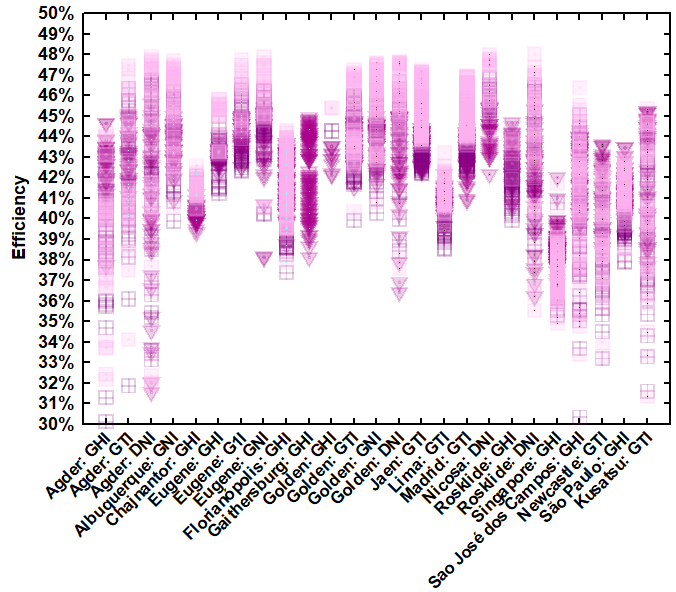 50%
49%
48%
47%
46%
45%
44%
43%
42%
41%
40%
39%
38%
37%
36%
35%
34%
33%
32%
31%
30%
Efficiency
Agder: GHI
Agder: GTI
Agder: DNI
Albuquerque: GNI
Chajnantor: GHI
Eugene: GHI
Eugene: G1I
Eugene: GNI
Florianopolis: GHI
Gaithersburg: GHI
Golden: GHI
Golden: GTI
Golden: GNI
Golden: DNI
Jaen: GTI
Lima: GTI
Madrid: GTI
Nicosa: DNI
Roskilde: GHI
Roskilde: DNI
Singapore: GHI
Sao José dos Campos: GHI
Newcastle: GTI
São Paulo: GHI
Kusatsu: GTI